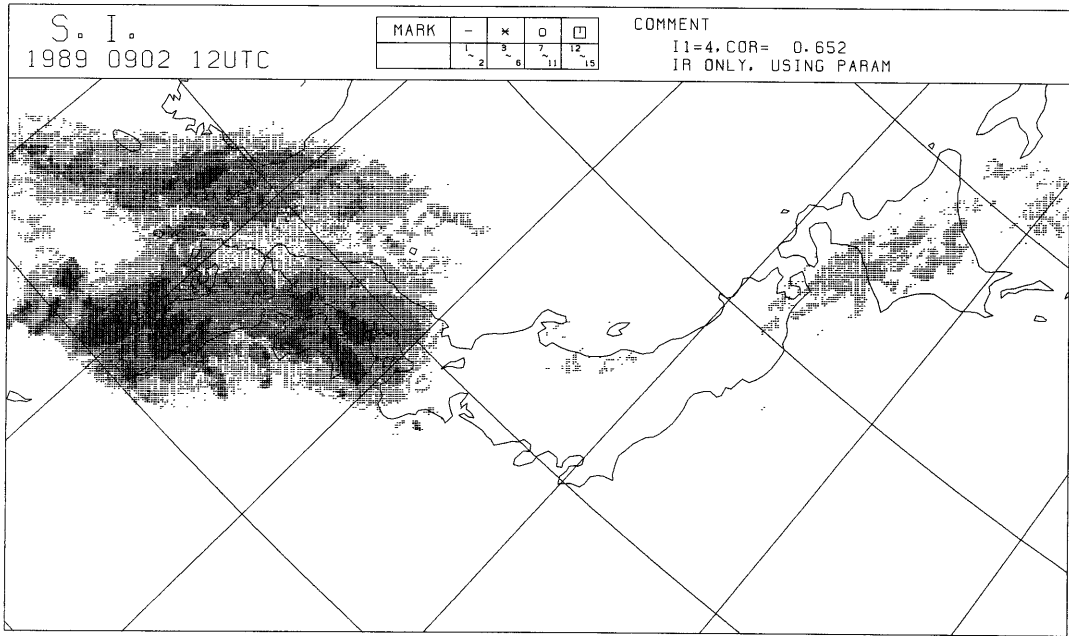 S. I.
1989 0902 12UTC
MARK - * O
1~2 3~6 7~11 12~15
COMMENT
I1=4, COR= 0.652
IR ONLY, USING PARAM